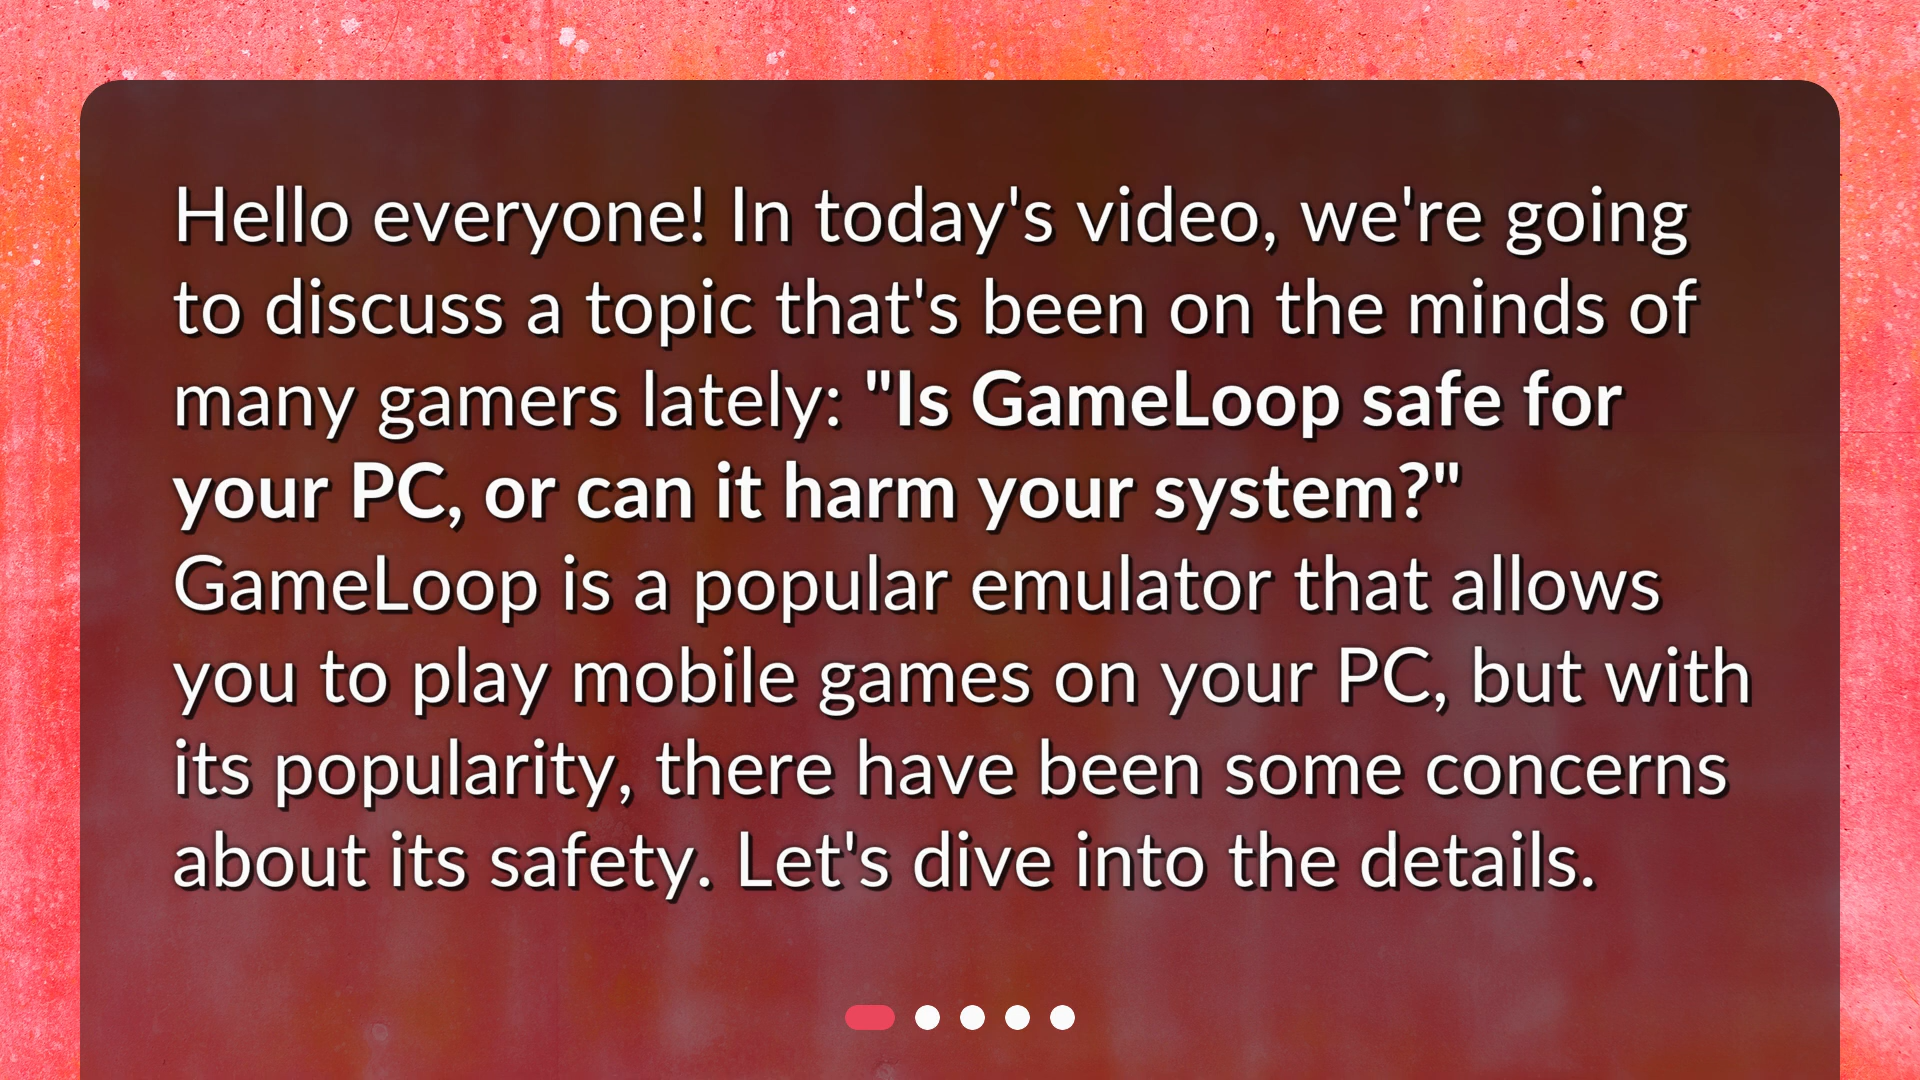 Hello everyone! In today's video, we're going
to discuss a topic that's been on the minds of
many gamers lately: "Is GameLoop safe for
your PC, or can it harm your system?"
GameLoop is a popular emulator that allows
you to play mobile games on your PC, but with
its popularity, there have been some concerns
about its safety. Let's dive into the details.